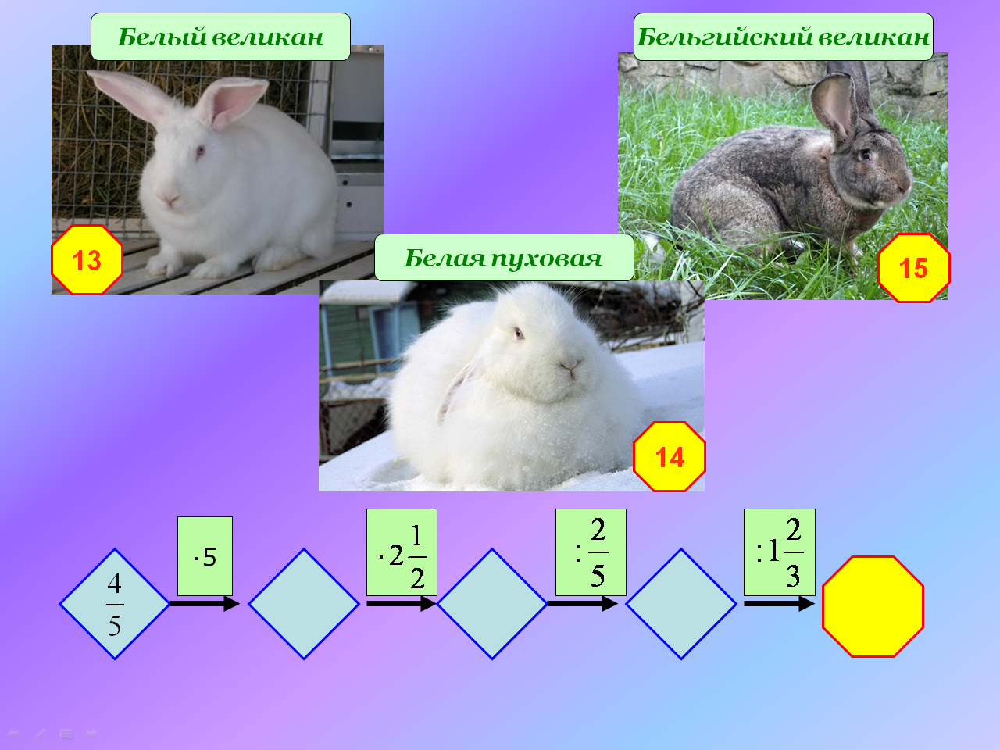 Белый великан
Бельгийский великан
13
15
Белая пуховая
14
4/5
·5
·2 1/2
:2/5
:1 2/3